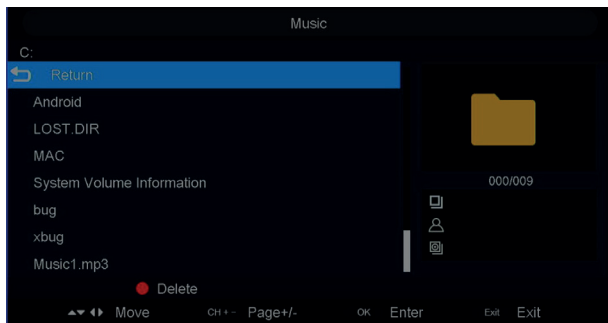 Music
C:
Return
Android
LOST.DIR
MAC
System Volume Information
000/009
bug
xbug
Music1.mp3
Delete
Move CH + - Page+/- OK Enter Exit Exit